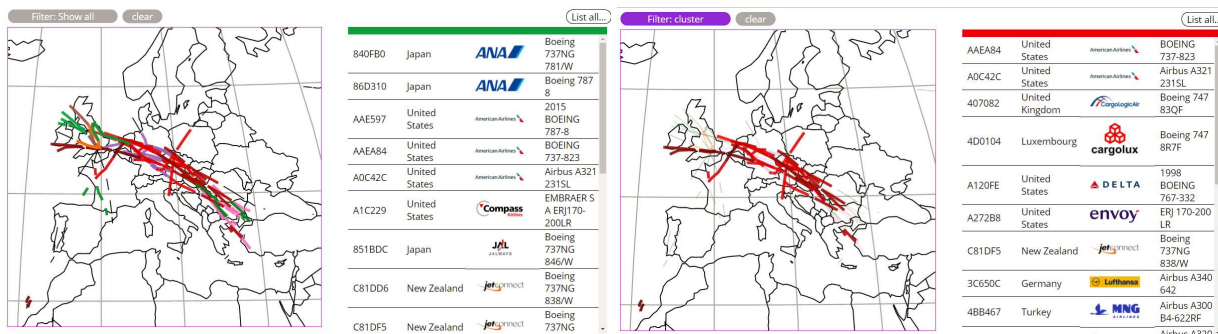 Filter: Show all
clear
List all...
840FB0 Japan ANA Boeing 737NG 781/W
86D310 Japan ANA Boeing 787 8
AAE597 United States American Airlines 2015 BOEING 787-8
AAEA84 United States American Airlines BOEING 737-823
A0C42C United States American Airlines Airbus A321 231SL
A1C229 United States Compass Airlines EMBRAER S A ERJ170-200LR
851BDC Japan JAL JALWAYS Boeing 737NG 846/W
C81DD6 New Zealand jetconnect Boeing 737NG 838/W
C81DF5 New Zealand jetconnect Boeing 737NG
Filter: cluster
clear
List all...
AAEA84 United States American Airlines BOEING 737-823
A0C42C United States American Airlines Airbus A321 231SL
407082 United Kingdom CargoLogicAir Boeing 747 83QF
4D0104 Luxembourg cargolux Boeing 747 8R7F
A120FE United States DELTA 1998 BOEING 767-332
A272B8 United States envoy ERJ 170-200 LR
C81DF5 New Zealand jetconnect Boeing 737NG 838/W
3C650C Germany Lufthansa Airbus A340 642
4BB467 Turkey MNG AIRLINES Airbus A300 B4-622RF
Airbus A320